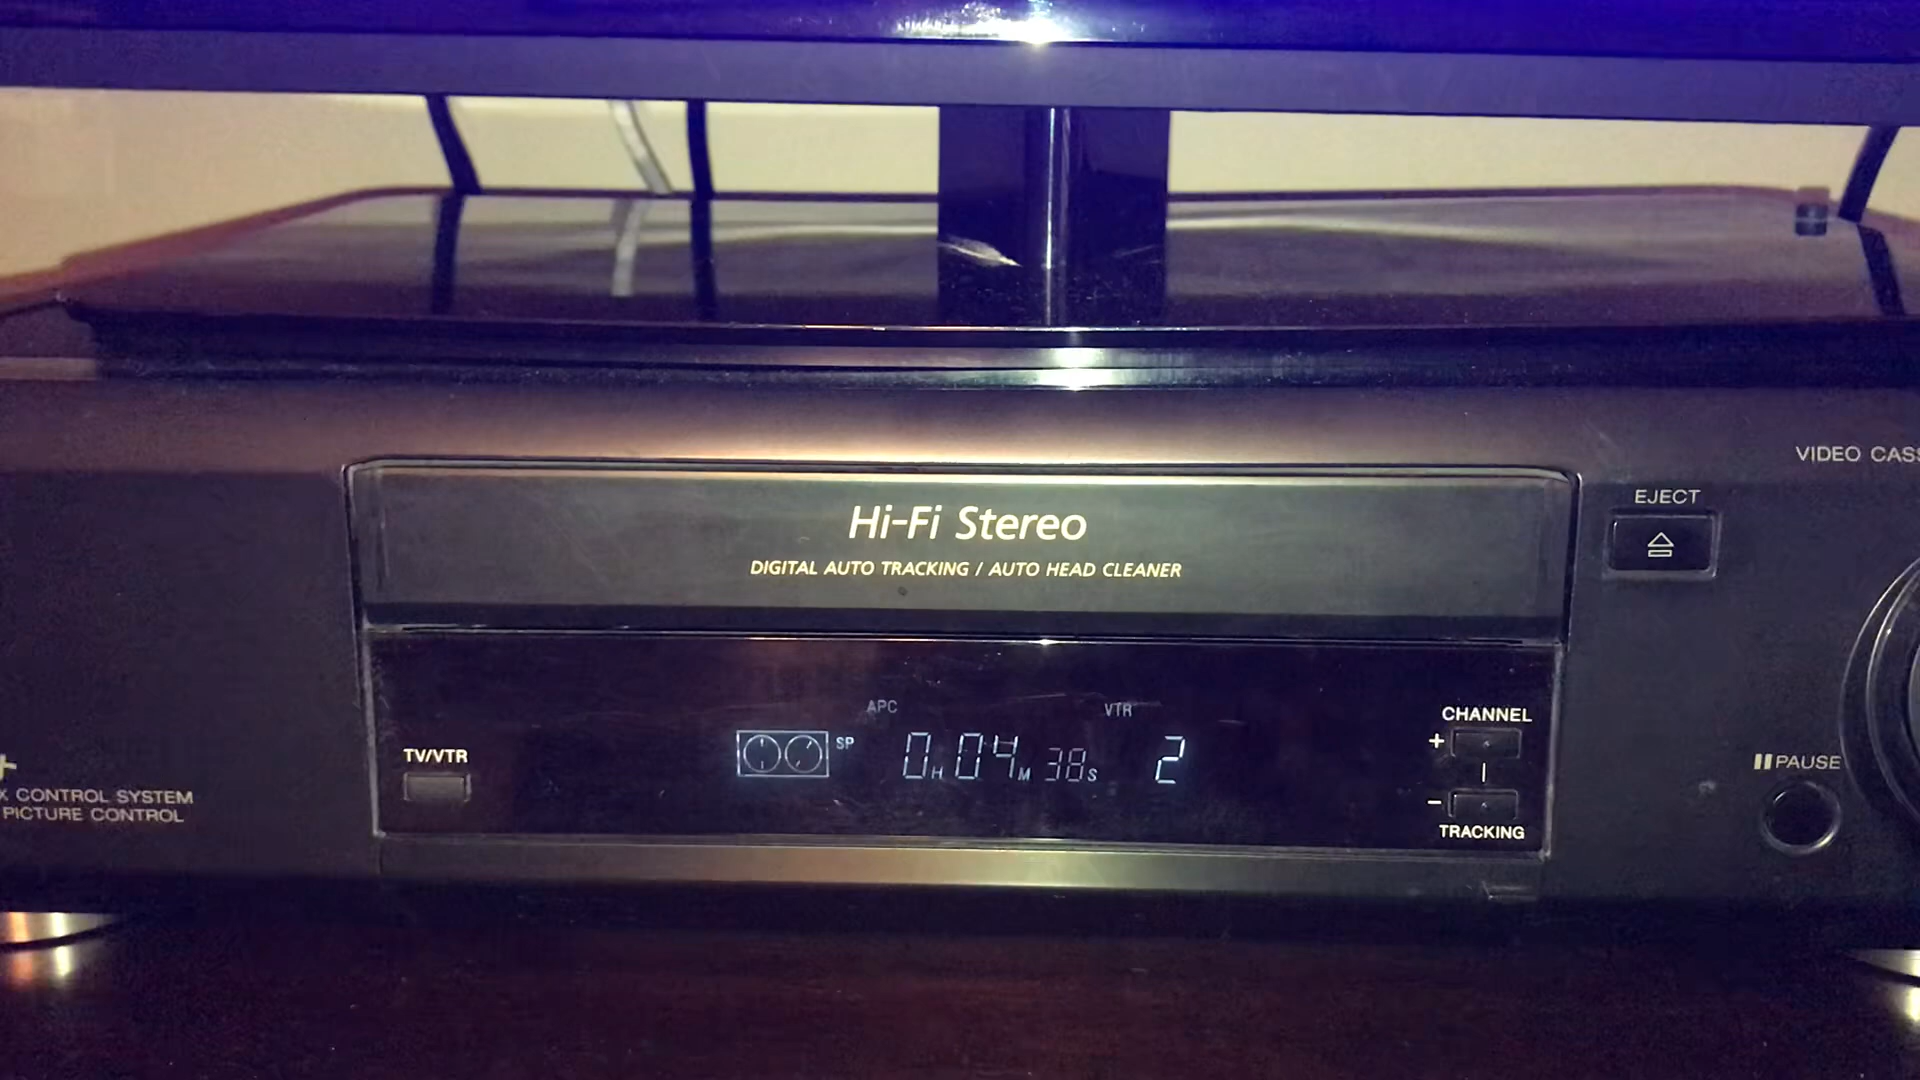 VIDEO CASS
EJECT
Hi-Fi Stereo
DIGITAL AUTO TRACKING / AUTO HEAD CLEANER
APC
VTR
CHANNEL
+
TV/VTR
SP
0H 04M 38S 2
PAUSE
+
X CONTROL SYSTEM
PICTURE CONTROL
-
TRACKING